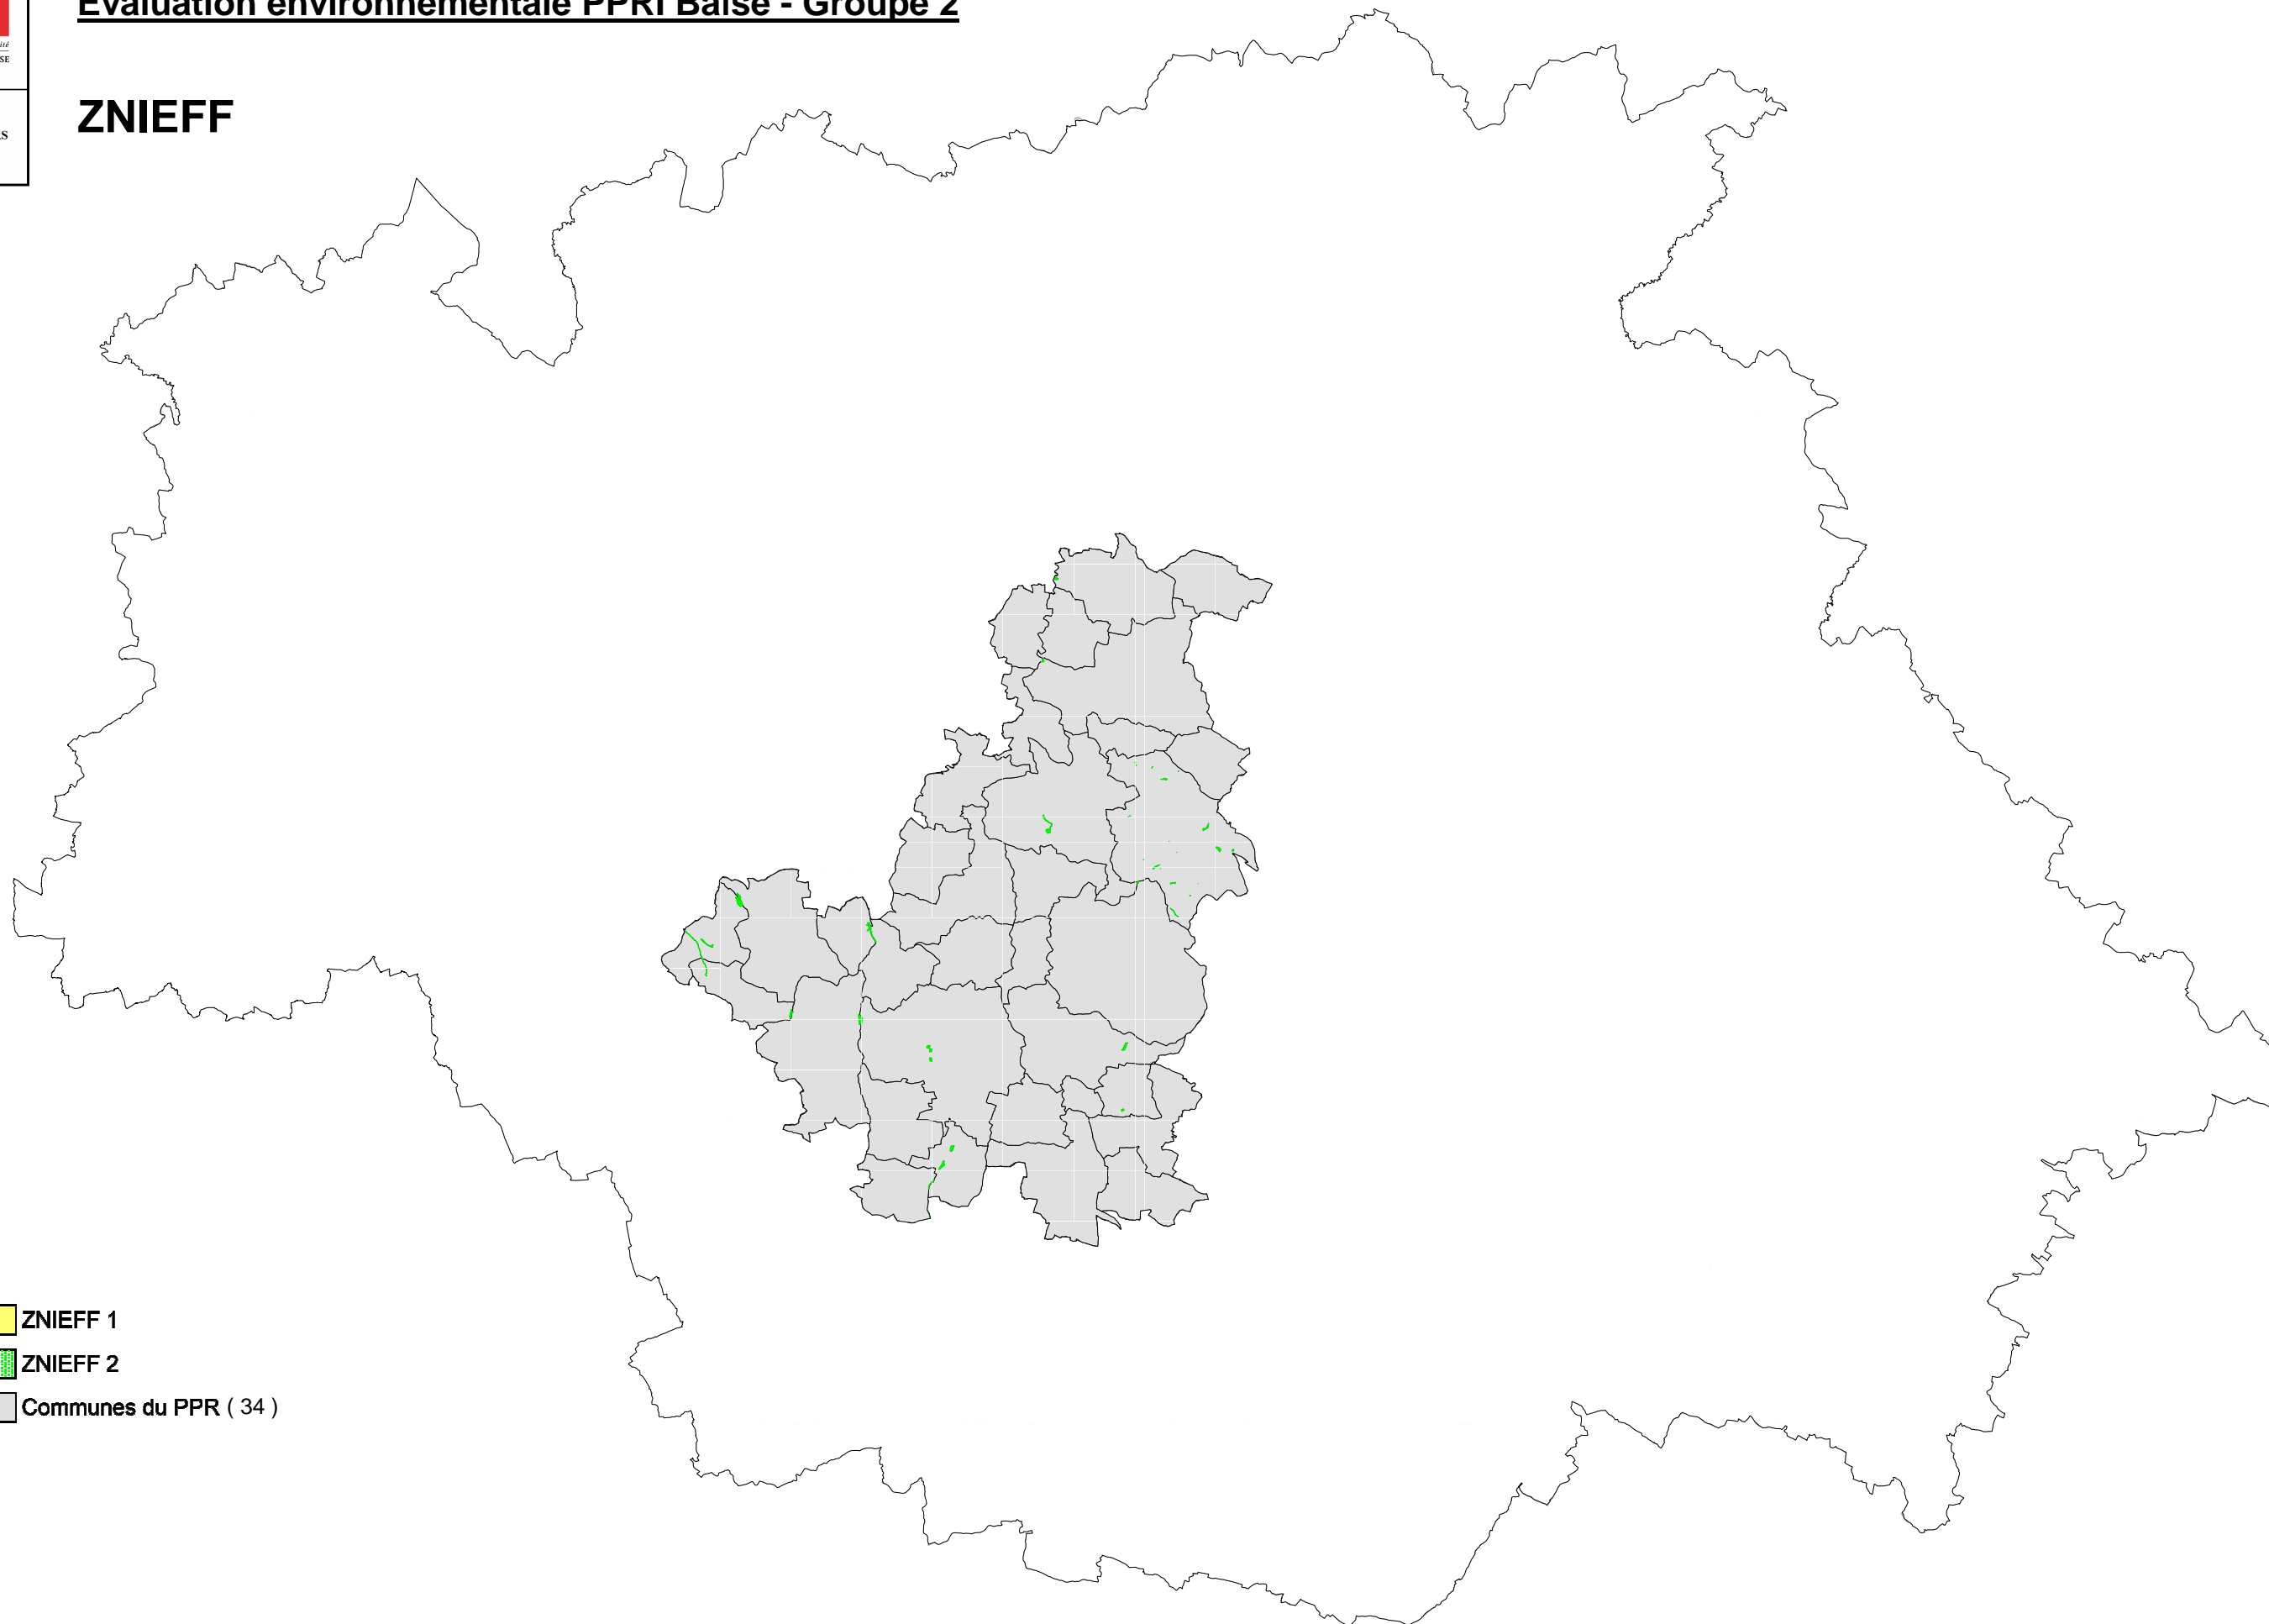 Evaluation environnementale PPRI Baïse - Groupe 2
ZNIEFF
ZNIEFF 1
ZNIEFF 2
Communes du PPR ( 34 )